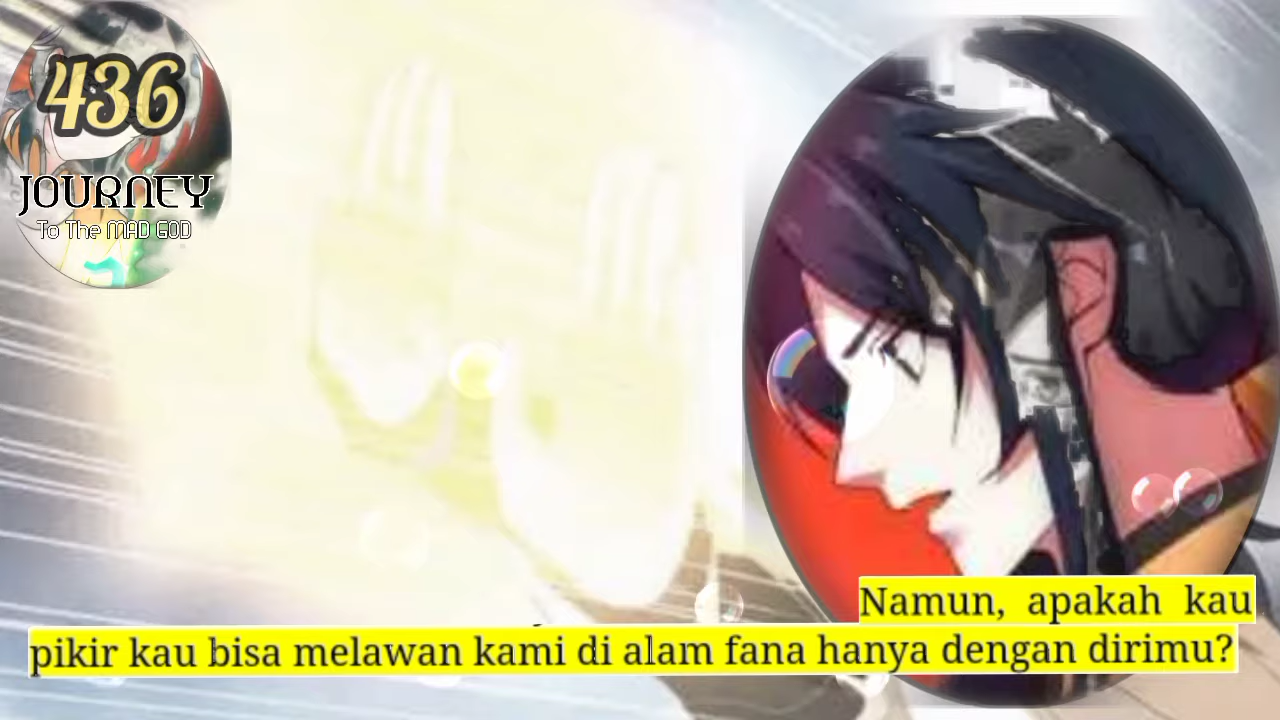 436
JOURNEY
To The MAD GOD
Namun, apakah kau
pikir kau bisa melawan kami di alam fana hanya dengan dirimu?